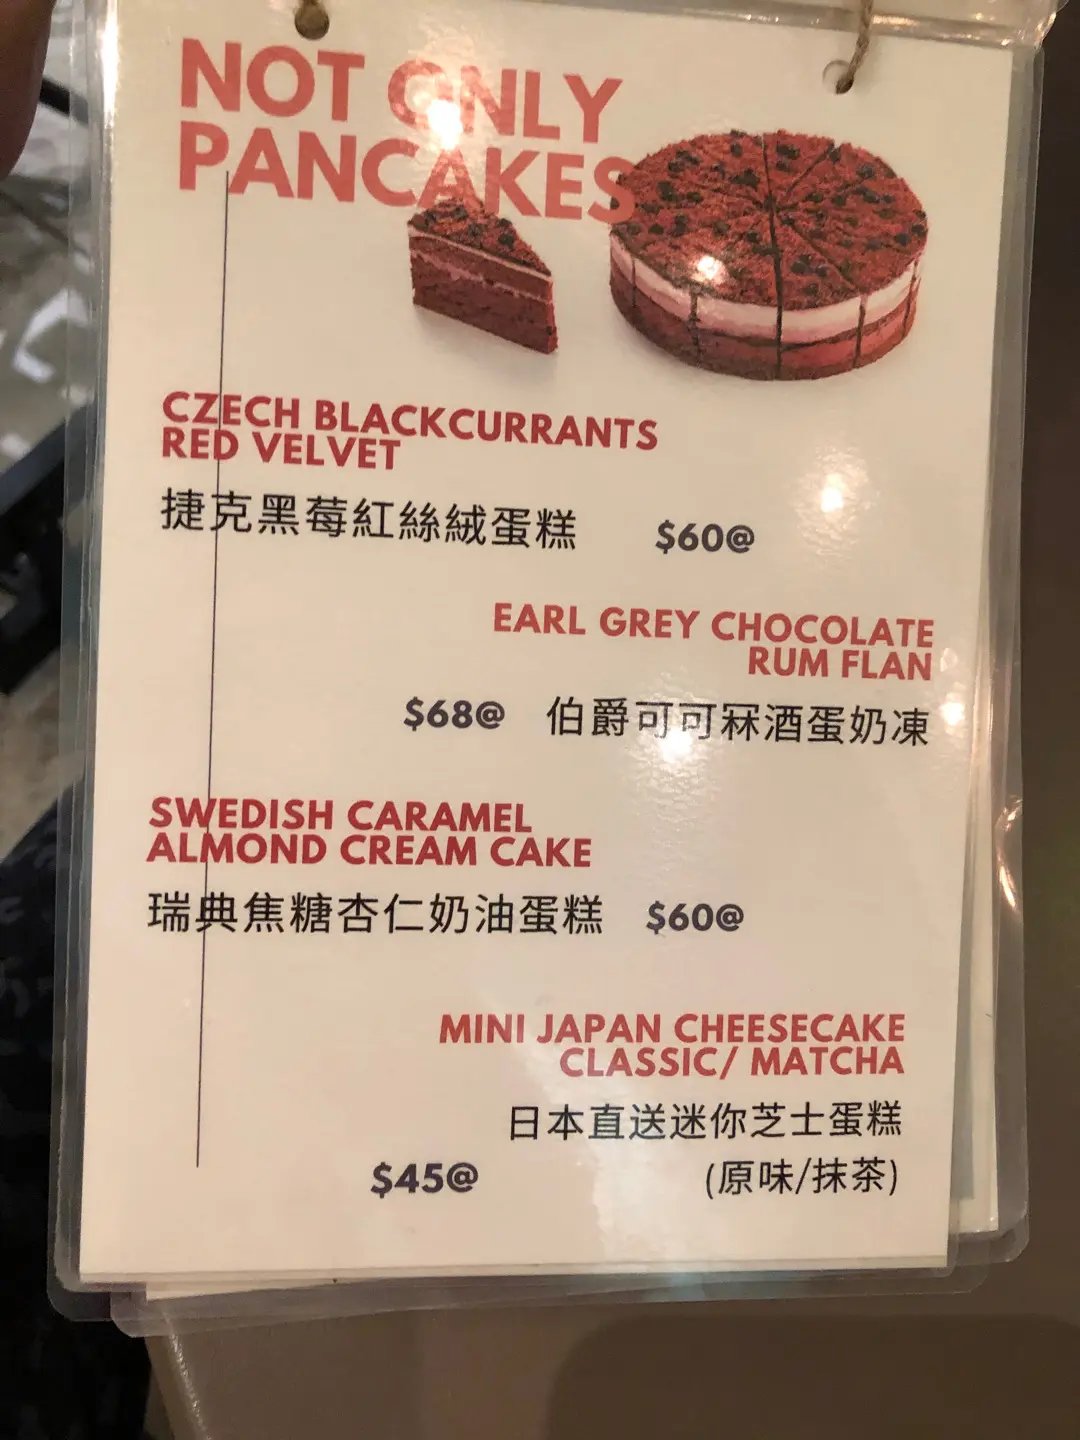 NOT ONLY
PANCAKES
CZECH BLACKCURRANTS
RED VELVET
捷克黑莓紅絲絨蛋糕 $60@
EARL GREY CHOCOLATE
RUM FLAN
$68@ 伯爵可可冧酒蛋奶凍
SWEDISH CARAMEL
ALMOND CREAM CAKE
瑞典焦糖杏仁奶油蛋糕 $60@
MINI JAPAN CHEESECAKE
CLASSIC/ MATCHA
日本直送迷你芝士蛋糕
$45@ (原味/抹茶)